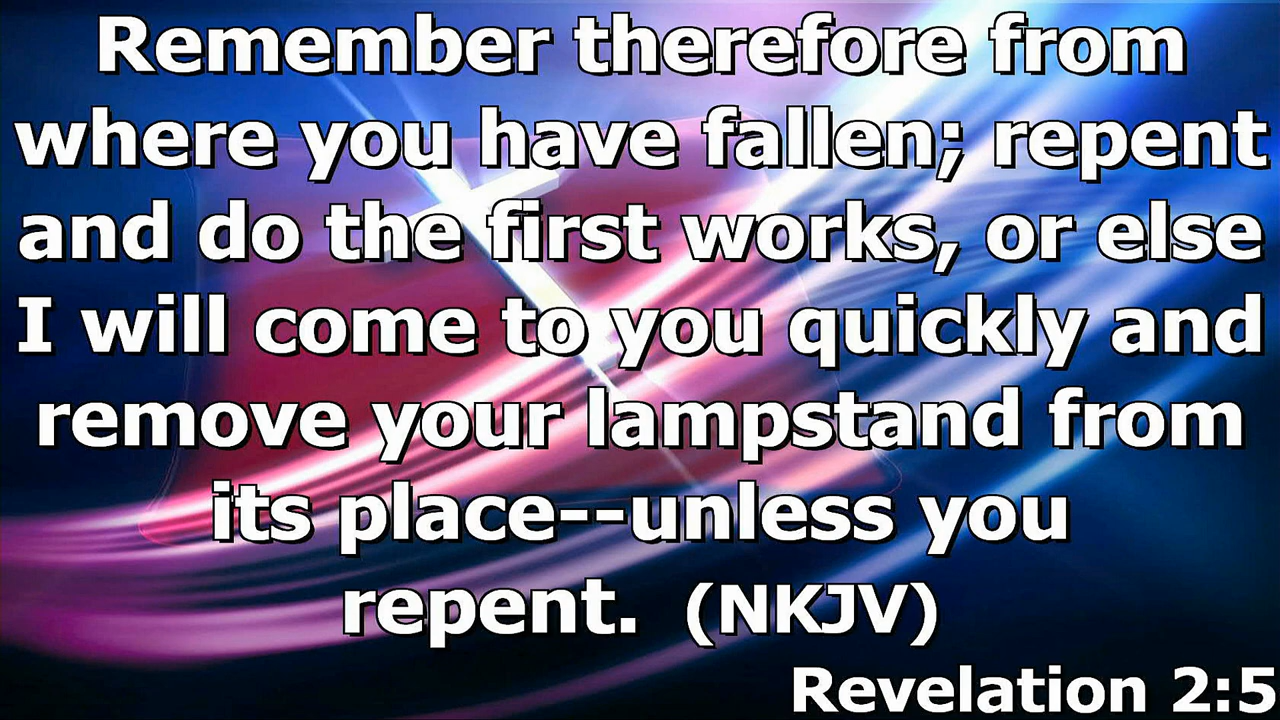 Remember therefore from
where you have fallen; repent
and do the first works, or else
I will come to you quickly and
remove your lampstand from
its place--unless you
repent. (NKJV)
Revelation 2:5